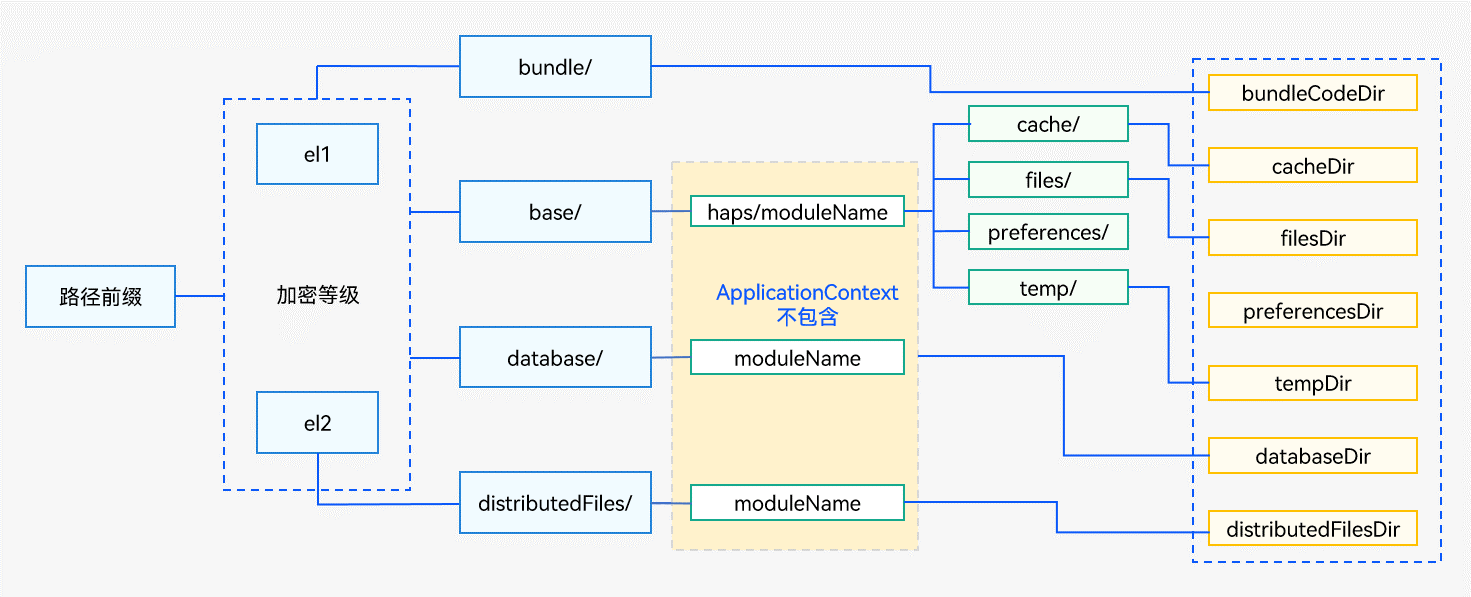 路径前缀
加密等级
el1
el2
bundle/
base/
database/
distributedFiles/
haps/moduleName
ApplicationContext
不包含
moduleName
moduleName
cache/
files/
preferences/
temp/
bundleCodeDir
cacheDir
filesDir
preferencesDir
tempDir
databaseDir
distributedFilesDir